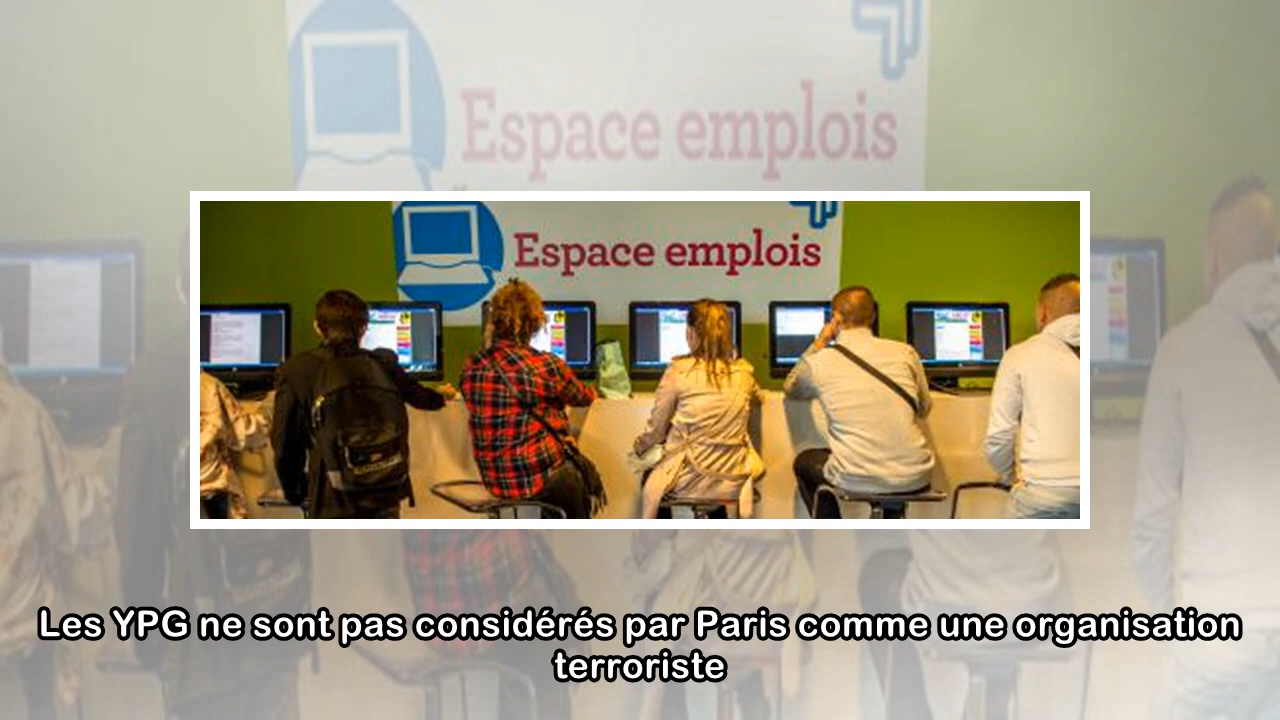 Espace emplois
Espace emplois
Les YPG ne sont pas considérés par Paris comme une organisation
terroriste